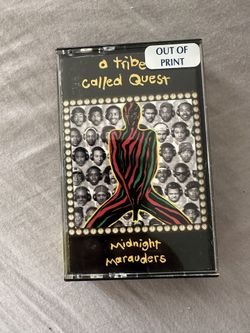 a tribe
called Quest
OUT OF
PRINT
midnight
marauders